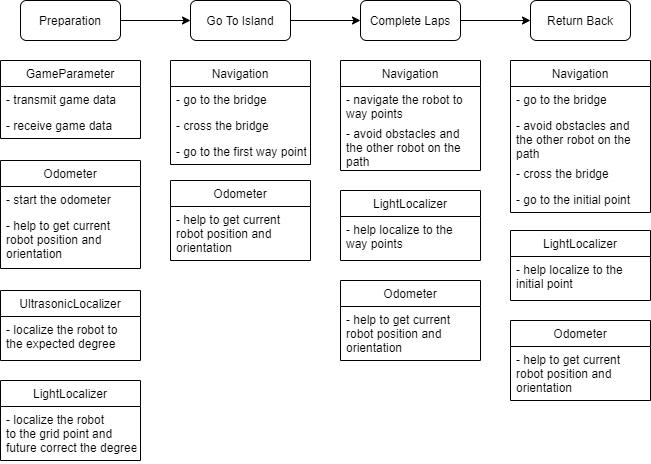 Preparation
Go To Island
Complete Laps
Return Back
GameParameter
- transmit game data
- receive game data
Odometer
- start the odometer
- help to get current
robot position and
orientation
UltrasonicLocalizer
- localize the robot to
the expected degree
LightLocalizer
- localize the robot
to the grid point and
future correct the degree
Navigation
- go to the bridge
- cross the bridge
- go to the first way point
Odometer
- help to get current
robot position and
orientation
Navigation
- navigate the robot to
way points
- avoid obstacles and
the other robot on the
path
LightLocalizer
- help localize to the
way points
Odometer
- help to get current
robot position and
orientation
Navigation
- go to the bridge
- avoid obstacles and
the other robot on the
path
- cross the bridge
- go to the initial point
LightLocalizer
- help localize to the
initial point
Odometer
- help to get current
robot position and
orientation